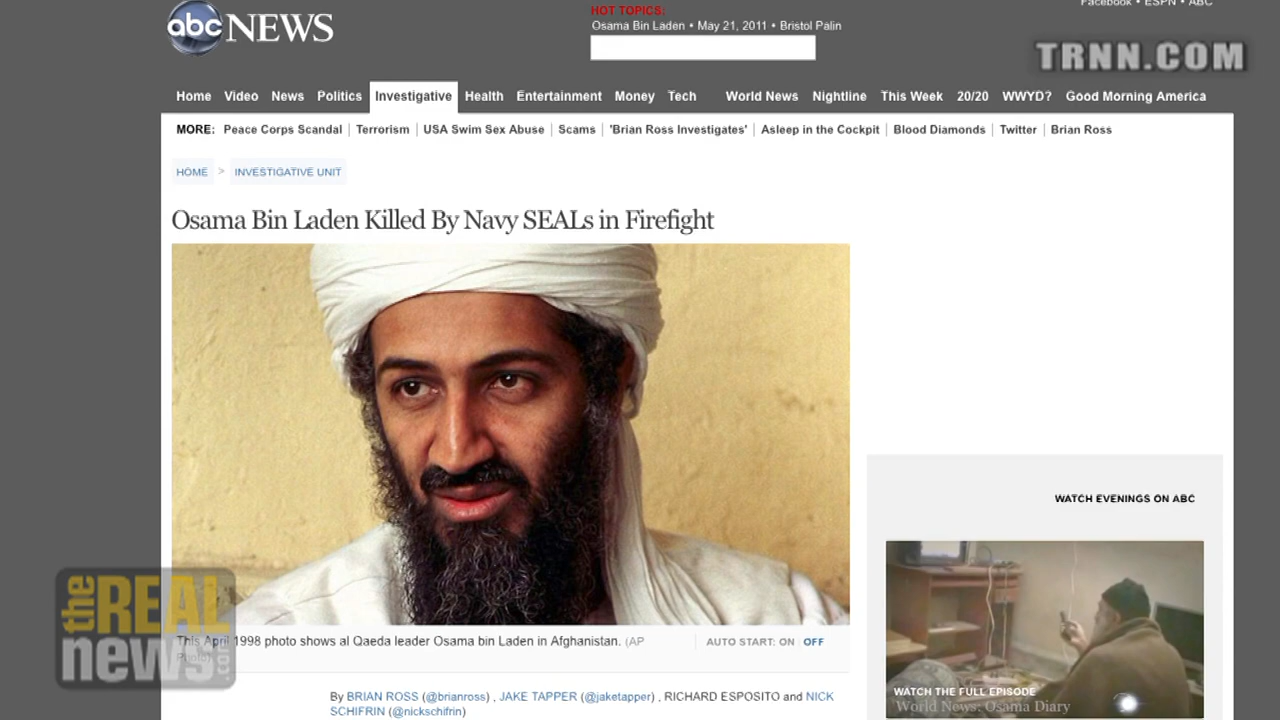 abc NEWS
HOT TOPICS:
Osama Bin Laden • May 21, 2011 • Bristol Palin
Facebook • ESPN • ABC
TRNN.COM
Home Video News Politics Investigative Health Entertainment Money Tech World News Nightline This Week 20/20 WWYD? Good Morning America
MORE: Peace Corps Scandal | Terrorism | USA Swim Sex Abuse | Scams | 'Brian Ross Investigates' | Asleep in the Cockpit | Blood Diamonds | Twitter | Brian Ross
HOME > INVESTIGATIVE UNIT
Osama Bin Laden Killed By Navy SEALs in Firefight
WATCH EVENINGS ON ABC
This April 1998 photo shows al Qaeda leader Osama bin Laden in Afghanistan. (AP
Photo)
AUTO START: ON | OFF
the REAL
news.com
WATCH THE FULL EPISODE
World News: Osama Diary
By BRIAN ROSS (@brianross) , JAKE TAPPER (@jaketapper) , RICHARD ESPOSITO and NICK
SCHIFRIN (@nickschifrin)